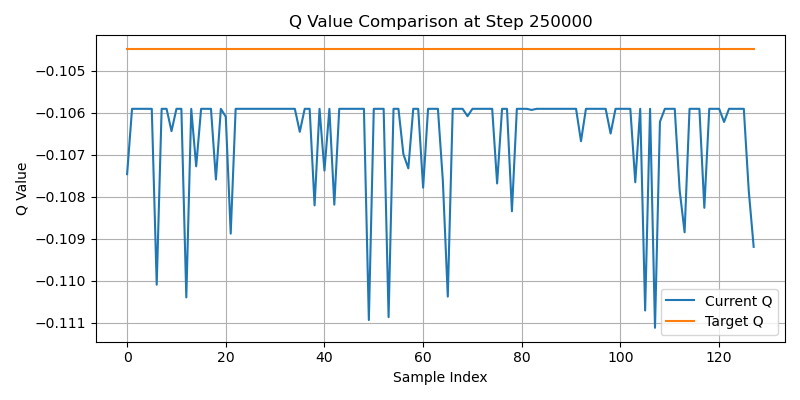 Q Value Comparison at Step 250000
Q Value
−0.105
−0.106
−0.107
−0.108
−0.109
−0.110
−0.111
0 20 40 60 80 100 120
Sample Index
Current Q
Target Q